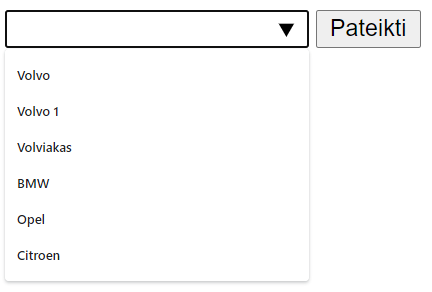 Pateikti
Volvo
Volvo 1
Volviakas
BMW
Opel
Citroen